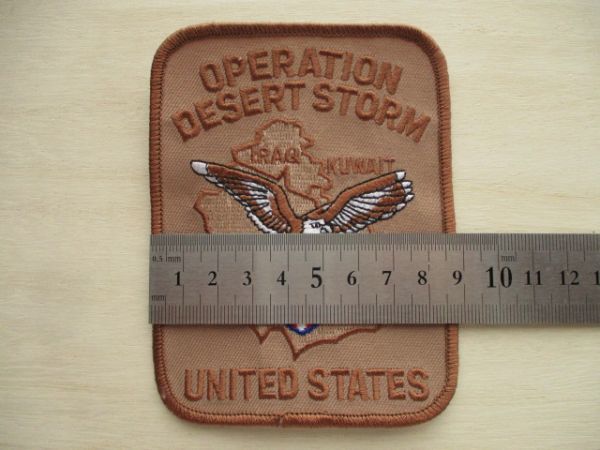 OPERATION
DESERT STORM
IRAQ
KUWAIT
0.5 mm
1 2 3 4 5 6 7 8 9 10 11 12 1
mm
UNITED STATES